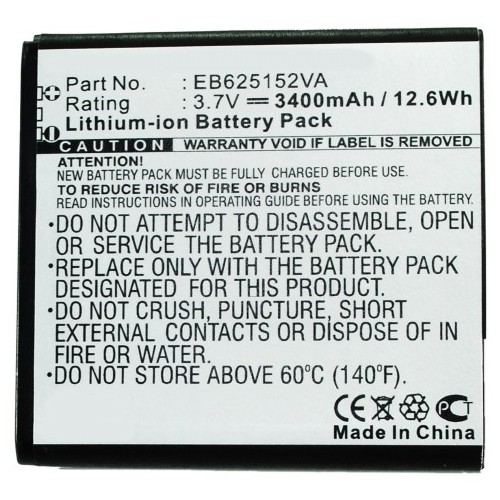 Part No. : EB625152VA
Rating : 3.7V 3400mAh / 12.6Wh
Lithium-ion Battery Pack
CAUTION WARRANTY VOID IF LABEL IS REMOVED
NEW BATTERY PACK MUST BE FULLY CHARGED BEFORE USE
TO REDUCE RISK OF FIRE OR BURNS
READ INSTRUCTIONS IN OPERATING GUIDE BEFORE CHARGING
•DO NOT ATTEMPT TO DISASSEMBLE, OPEN
OR SERVICE THE BATTERY PACK.
•REPLACE ONLY WITH THE BATTERY PACK
DESIGNATED FOR THIS PRODUCT.
•DO NOT CRUSH, PUNCTURE, SHORT
EXTERNAL CONTACTS OR DISPOSE OF IN
FIRE OR WATER.
•DO NOT STORE ABOVE 60°C (140°F)
CE
Made in China